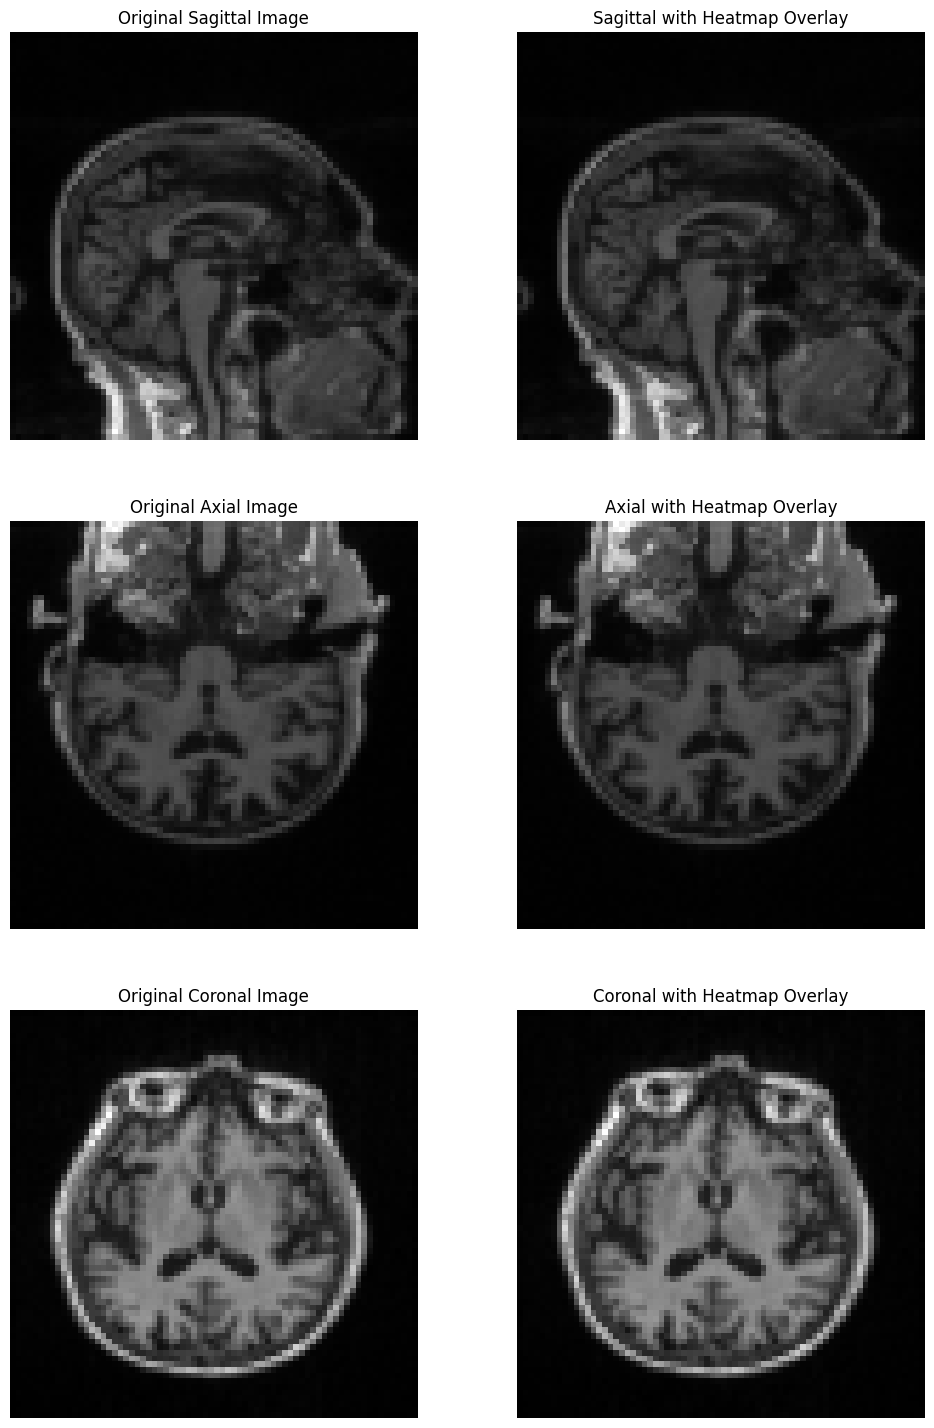 Original Sagittal Image
Sagittal with Heatmap Overlay
Original Axial Image
Axial with Heatmap Overlay
Original Coronal Image
Coronal with Heatmap Overlay